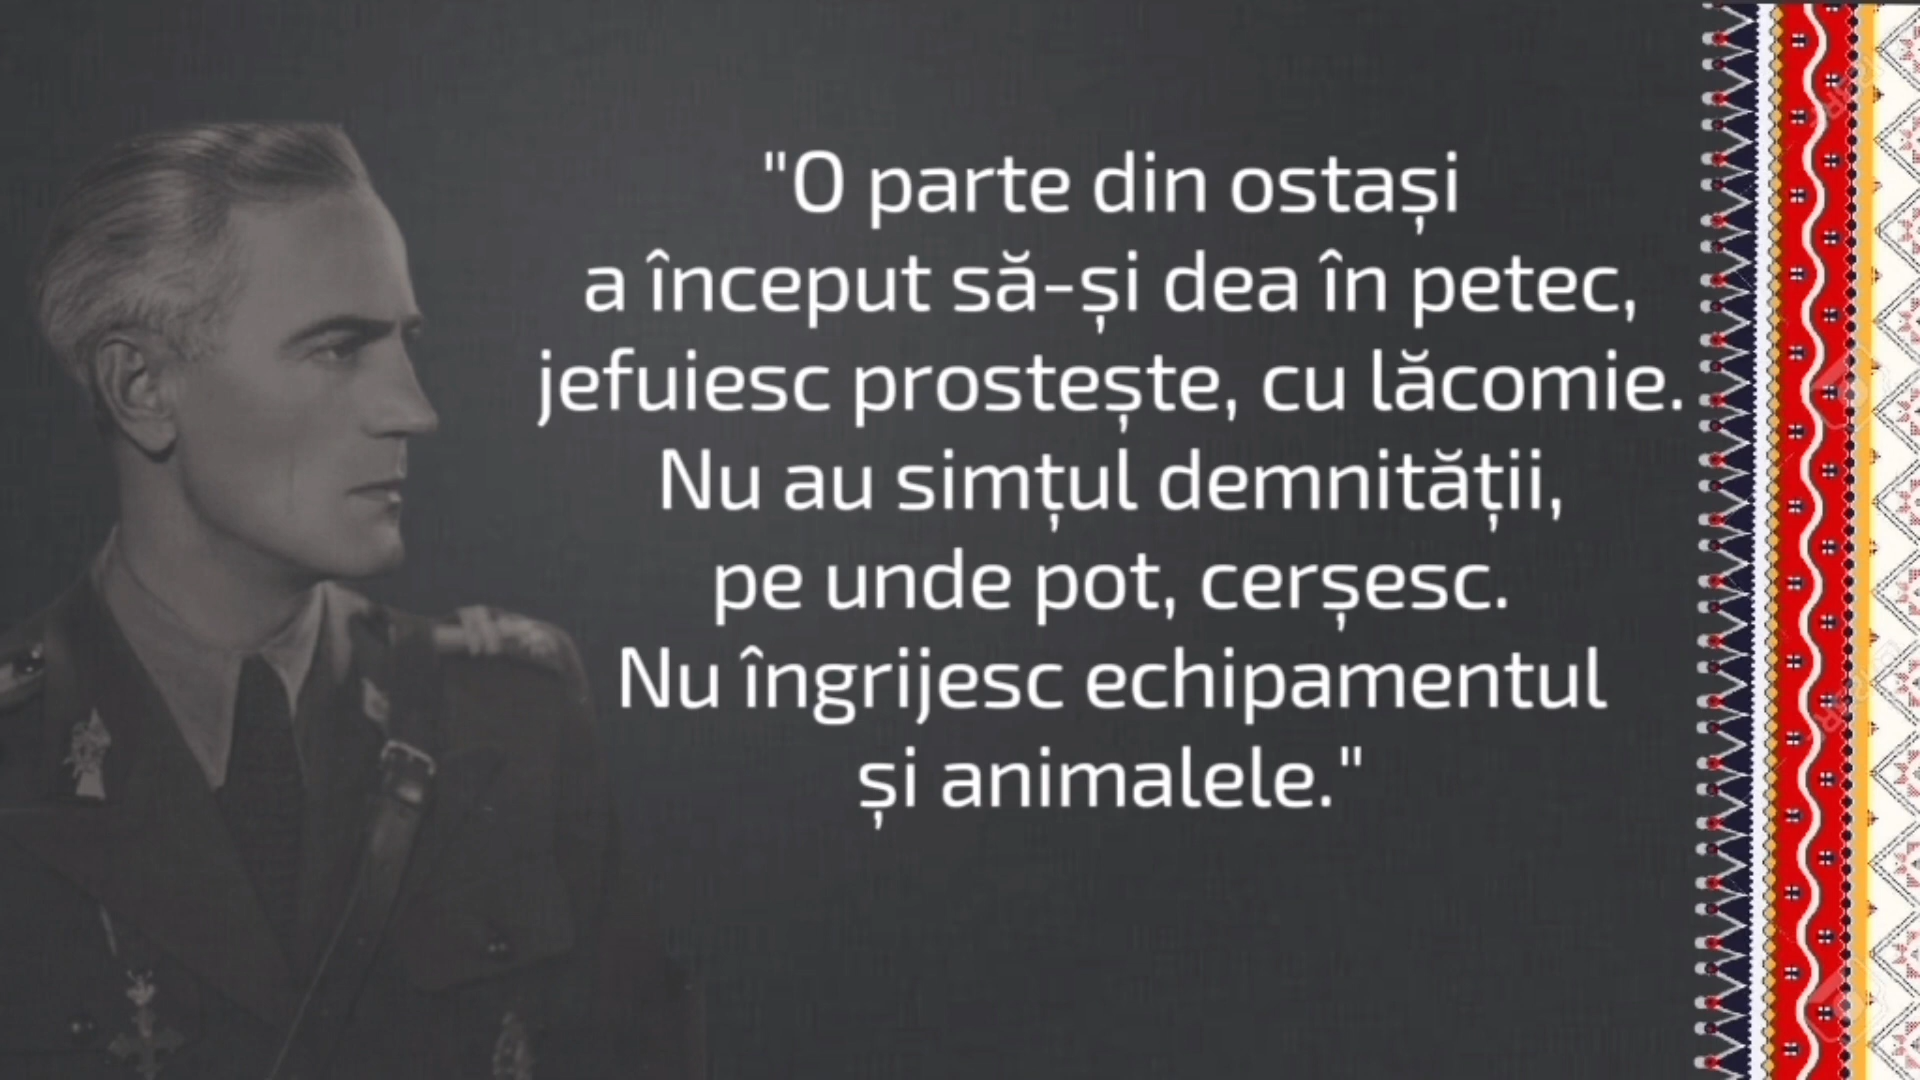 "O parte din ostași
a început să-și dea în petec,
jefuiesc prostește, cu lăcomie.
Nu au simțul demnității,
pe unde pot, cerșesc.
Nu îngrijesc echipamentul
și animalele."